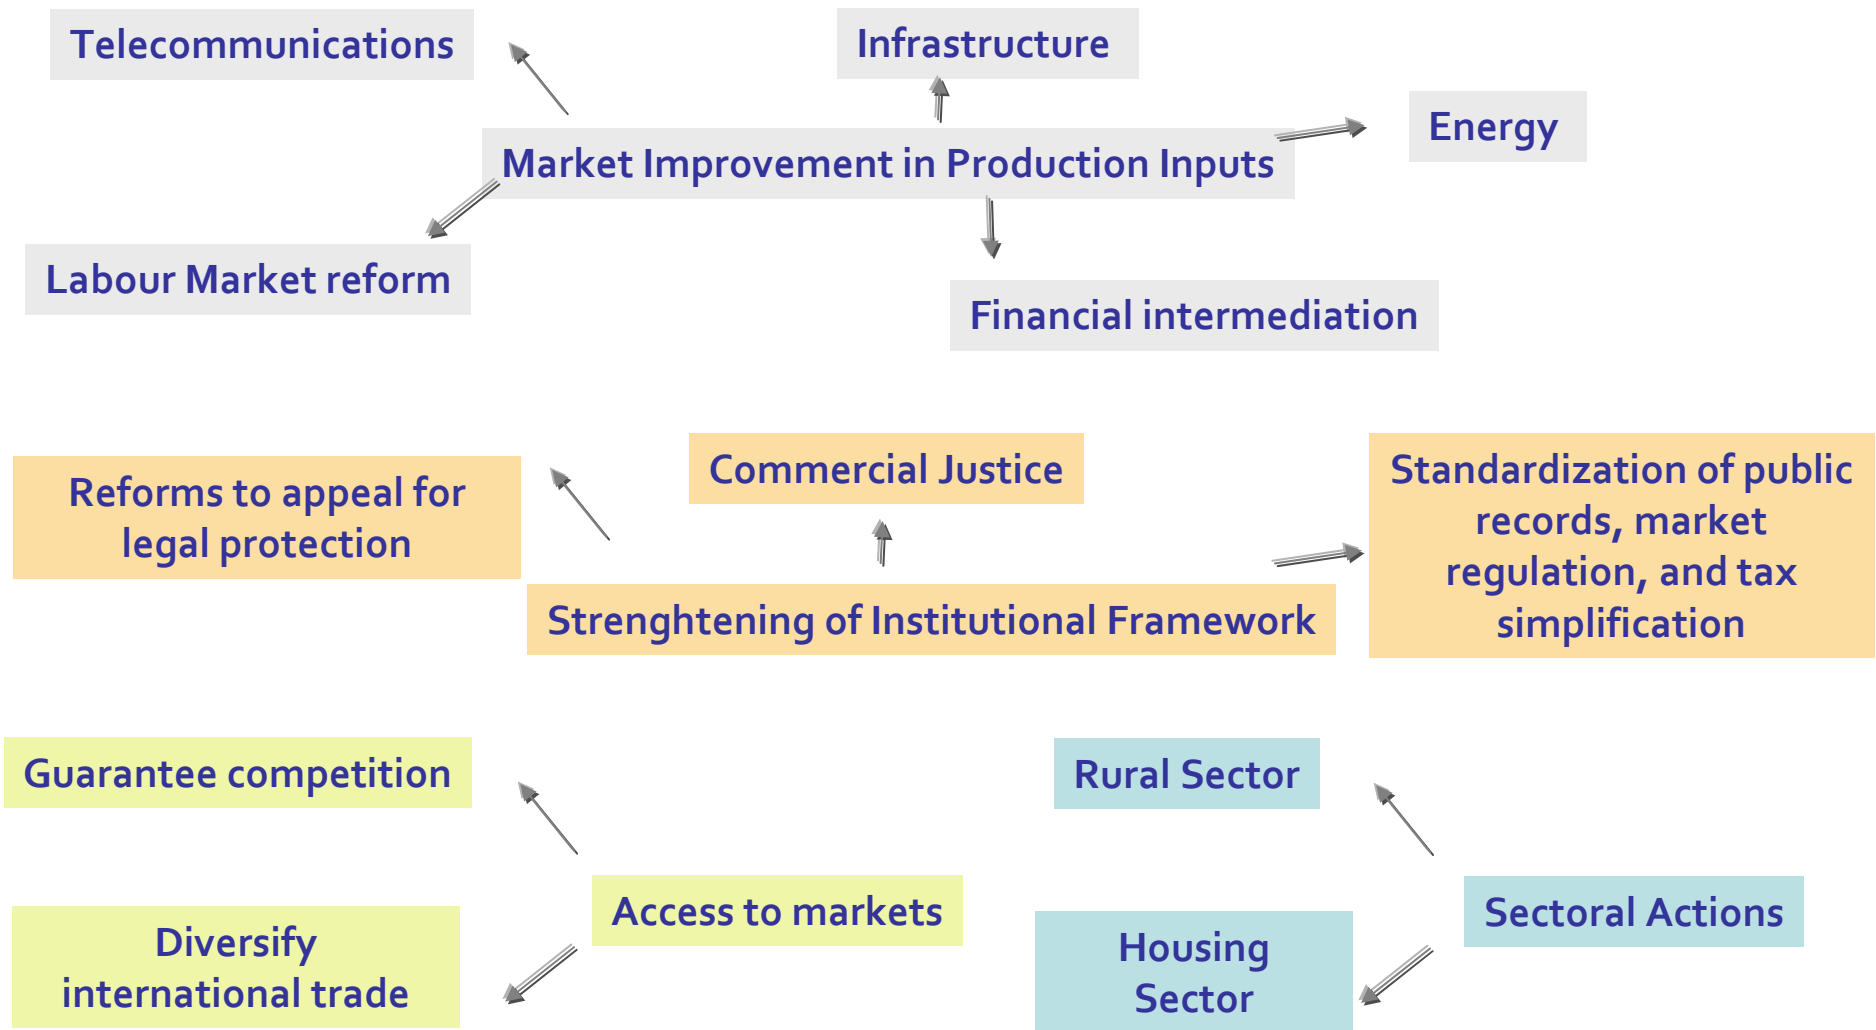 Telecommunications
Infrastructure
Energy
Market Improvement in Production Inputs
Labour Market reform
Financial intermediation
Reforms to appeal for
legal protection
Commercial Justice
Standardization of public
records, market
regulation, and tax
simplification
Strenghtening of Institutional Framework
Guarantee competition
Access to markets
Diversify
international trade
Rural Sector
Sectoral Actions
Housing
Sector